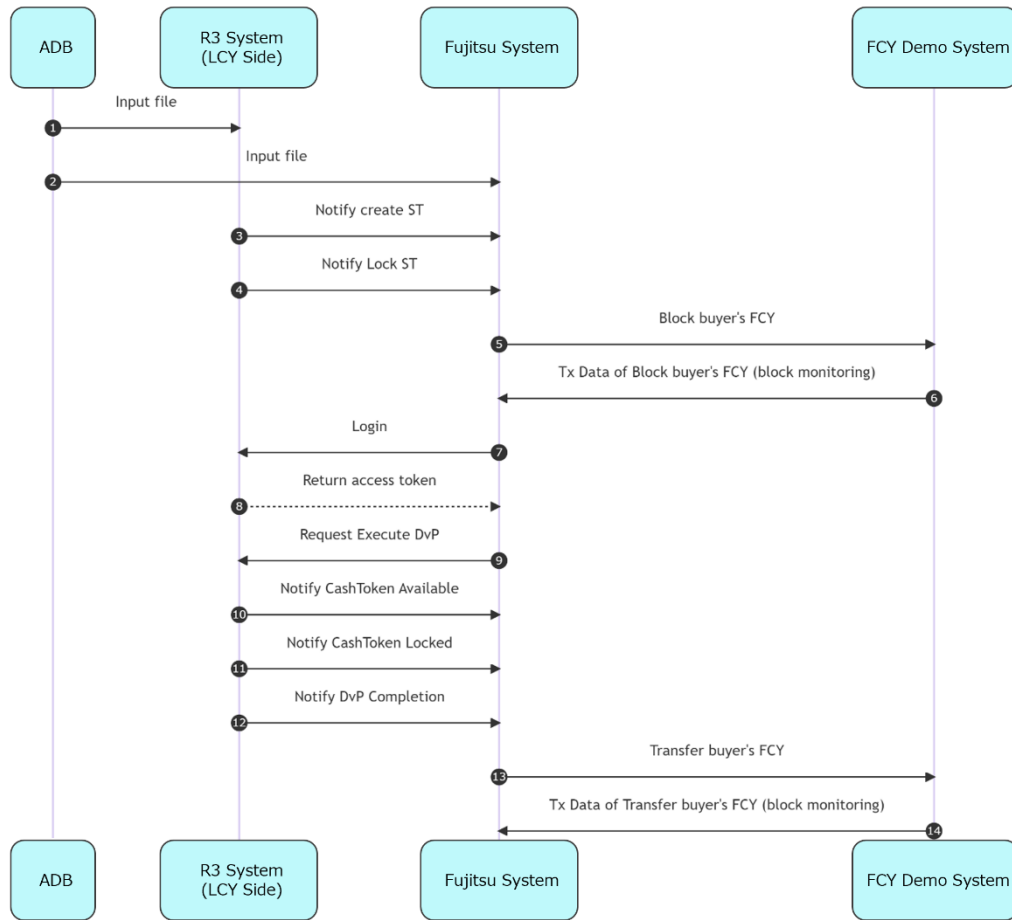 ADB
R3 System
(LCY Side)
Fujitsu System
FCY Demo System
Input file
1
Input file
2
Notify create ST
3
Notify Lock ST
4
Block buyer's FCY
5
Tx Data of Block buyer's FCY (block monitoring)
6
Login
7
Return access token
8
Request Execute DvP
9
Notify CashToken Available
10
Notify CashToken Locked
11
Notify DvP Completion
12
Transfer buyer's FCY
13
Tx Data of Transfer buyer's FCY (block monitoring)
14
ADB
R3 System
(LCY Side)
Fujitsu System
FCY Demo System